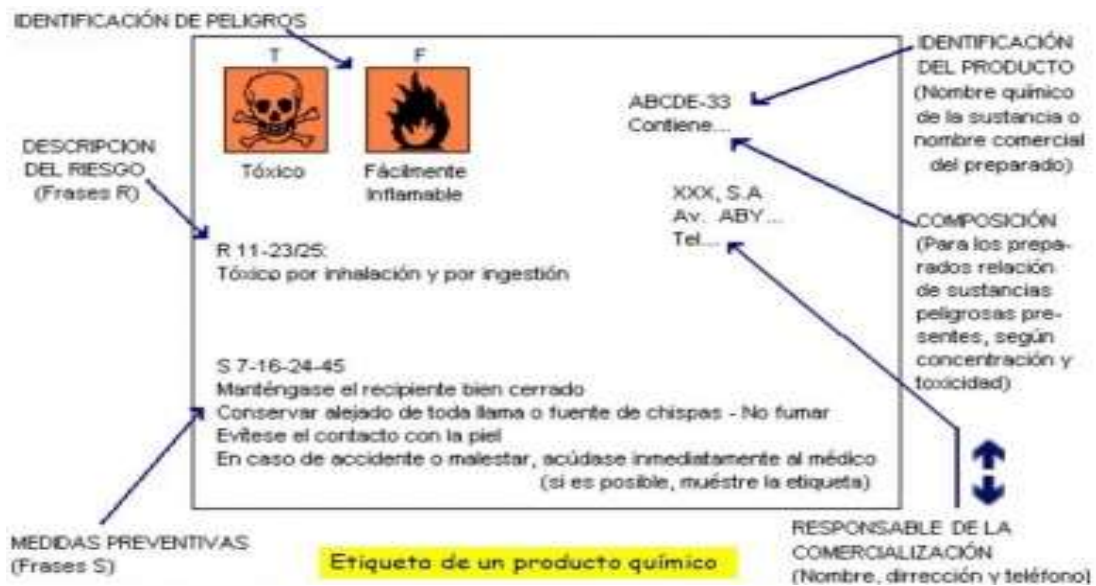 IDENTIFICACIÓN DE PELIGROS
T
F
Tóxico
Fácilmente
Inflamable
DESCRIPCION
DEL RIESGO
(Frases R)
R 11-23/25:
Tóxico por inhalación y por ingestión
S 7-16-24-45
Manténgase el recipiente bien cerrado
Conservar alejado de toda llama o fuente de chispas - No fumar
Evítese el contacto con la piel
En caso de accidente o malestar, acúdase inmediatamente al médico
(si es posible, muéstre la etiqueta)
MEDIDAS PREVENTIVAS
(Frases S)
ABCDE-33
Contiene...
XXX, S.A
Av. ABY...
Tel...
IDENTIFICACIÓN
DEL PRODUCTO
(Nombre químico
de la sustancia o
nombre comercial
del preparado)
COMPOSICIÓN
(Para los prepa-
rados relación
de sustancias
peligrosas pre-
sentes, según
concentración y
toxicidad)
RESPONSABLE DE LA
COMERCIALIZACIÓN
(Nombre, dirrección y teléfono)
Etiqueta de un producto químico